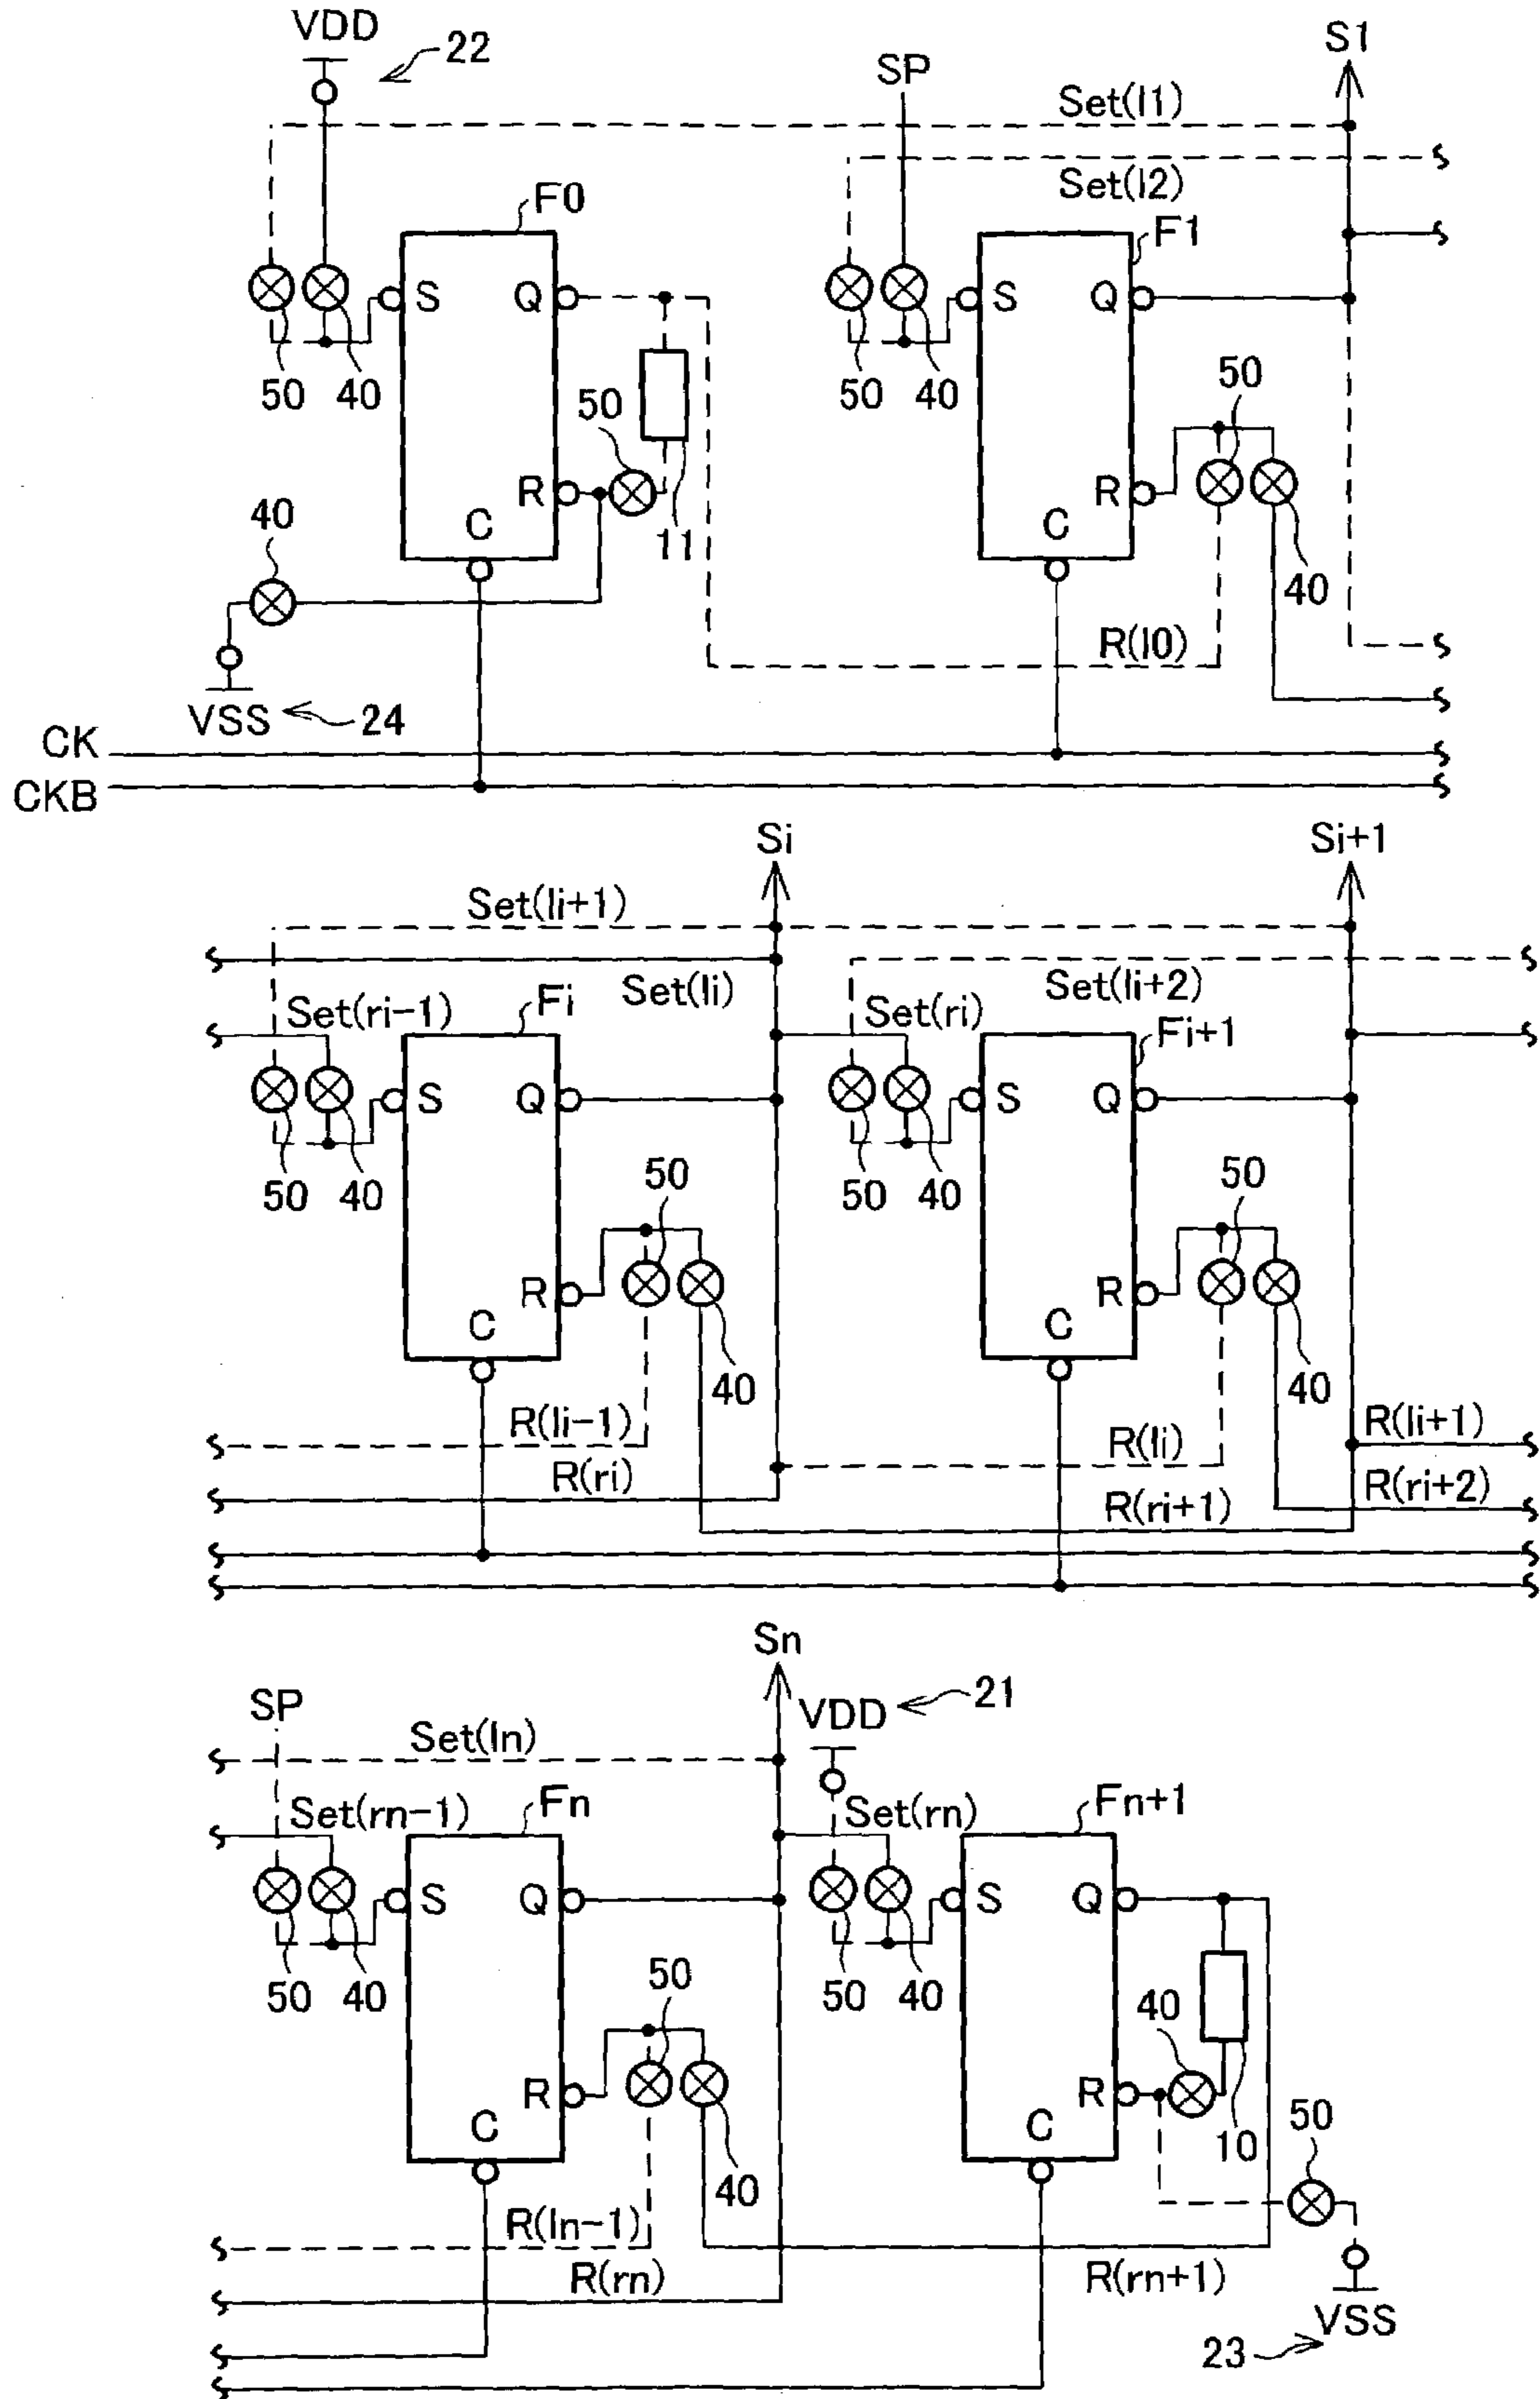 VDD 22 SP S1
Set(l1)
Set(l2)
F0 F1
S Q S Q
50 40 50 50 40 50
R R
40 C 11 C 40
R(l0)
VSS 24
CK
CKB
Si Si+1
Set(li+1)
Set(li) Set(li+2)
Set(ri-1) Fi Set(ri) Fi+1
S Q S Q
50 40 50 50 40 50
R R
C 40 C 40
R(li-1) R(li) R(li+1)
R(ri) R(ri+1) R(ri+2)
Sn
SP VDD 21
Set(ln)
Set(rn-1) Fn Set(rn) Fn+1
S Q S Q
50 40 50 50 40 40
R R
C 40 C 10 50
R(ln-1)
R(rn) R(rn+1)
VSS
23